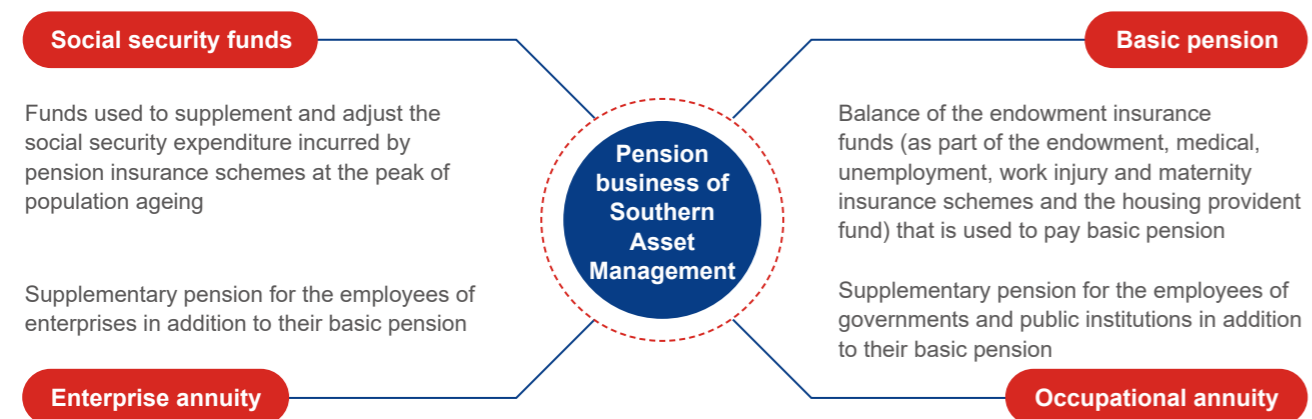 Social security funds
Funds used to supplement and adjust the
social security expenditure incurred by
pension insurance schemes at the peak of
population ageing
Basic pension
Balance of the endowment insurance
funds (as part of the endowment, medical,
unemployment, work injury and maternity
insurance schemes and the housing provident
fund) that is used to pay basic pension
Pension
business of
Southern
Asset
Management
Supplementary pension for the employees of
enterprises in addition to their basic pension
Enterprise annuity
Supplementary pension for the employees of
governments and public institutions in addition
to their basic pension
Occupational annuity